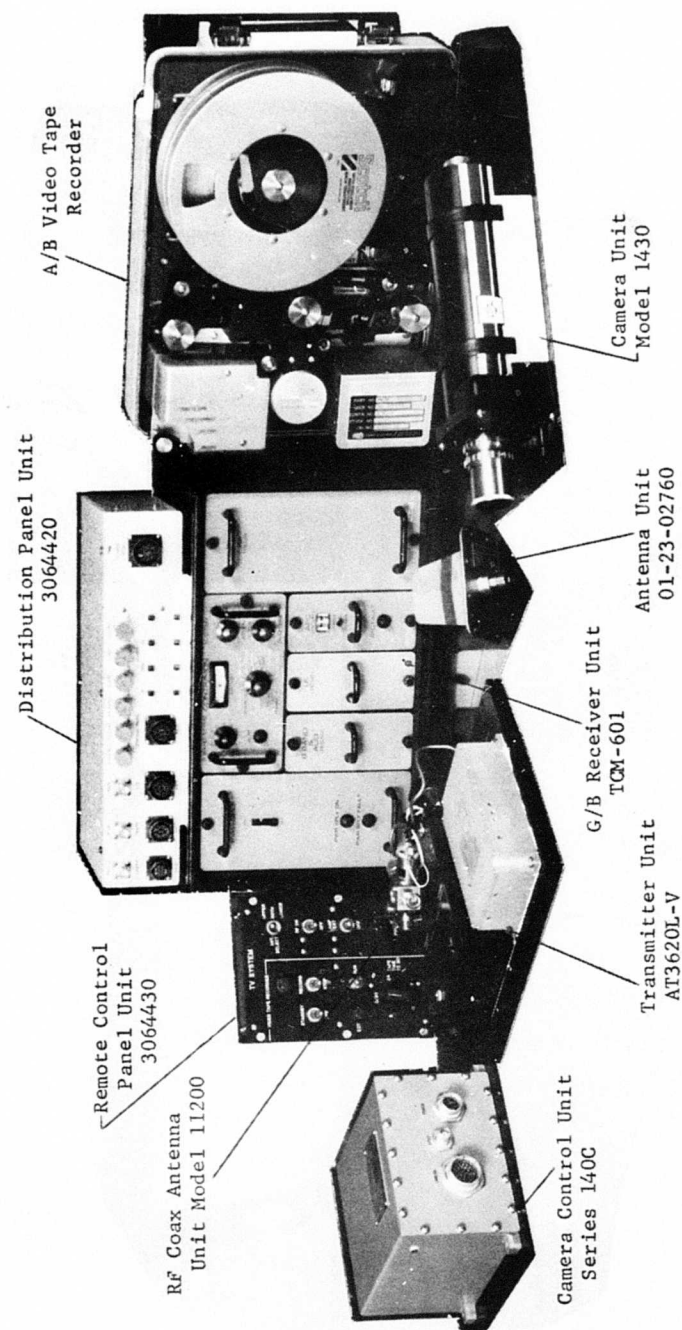 A/B Video Tape
Recorder
Distribution Panel Unit
3064420
Remote Control
Panel Unit
3064430
RF Coax Antenna
Unit Model 11200
TV SYSTEM
Camera Unit
Model 1430
Antenna Unit
01-23-02760
G/B Receiver Unit
TCM-601
Transmitter Unit
AT3620L-V
Camera Control Unit
Series 140C